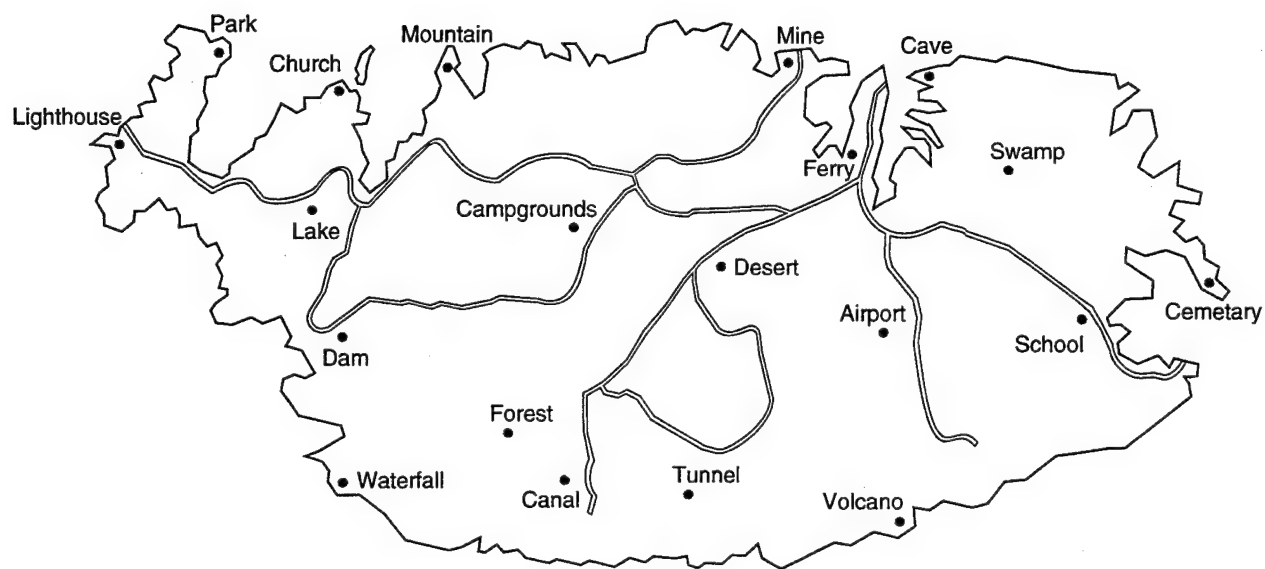 Park
Mountain
Mine
Cave
Church
Lighthouse
Ferry
Swamp
Lake
Campgrounds
Desert
Cemetary
Airport
School
Dam
Forest
Waterfall
Canal
Tunnel
Volcano